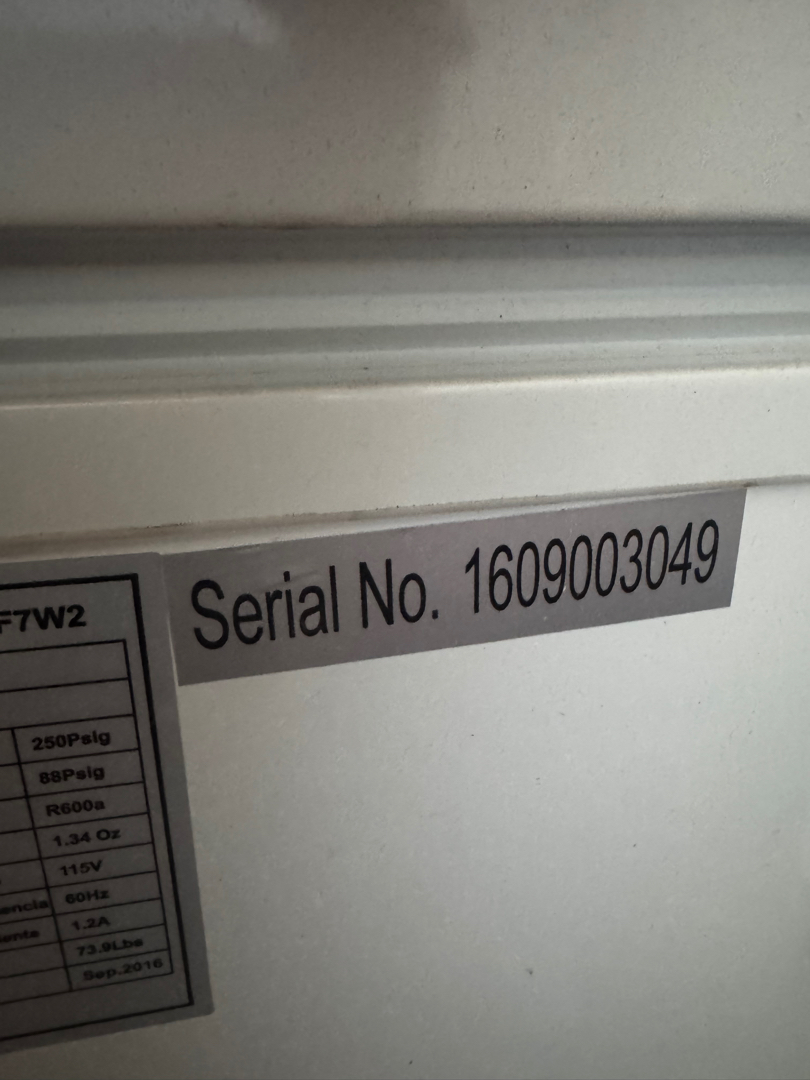 F7W2
Serial No. 1609003049
250Psig
88Psig
R600a
1.34 Oz
115V
encia 60Hz
iente 1.2A
73.9Lbs
Sep.2016